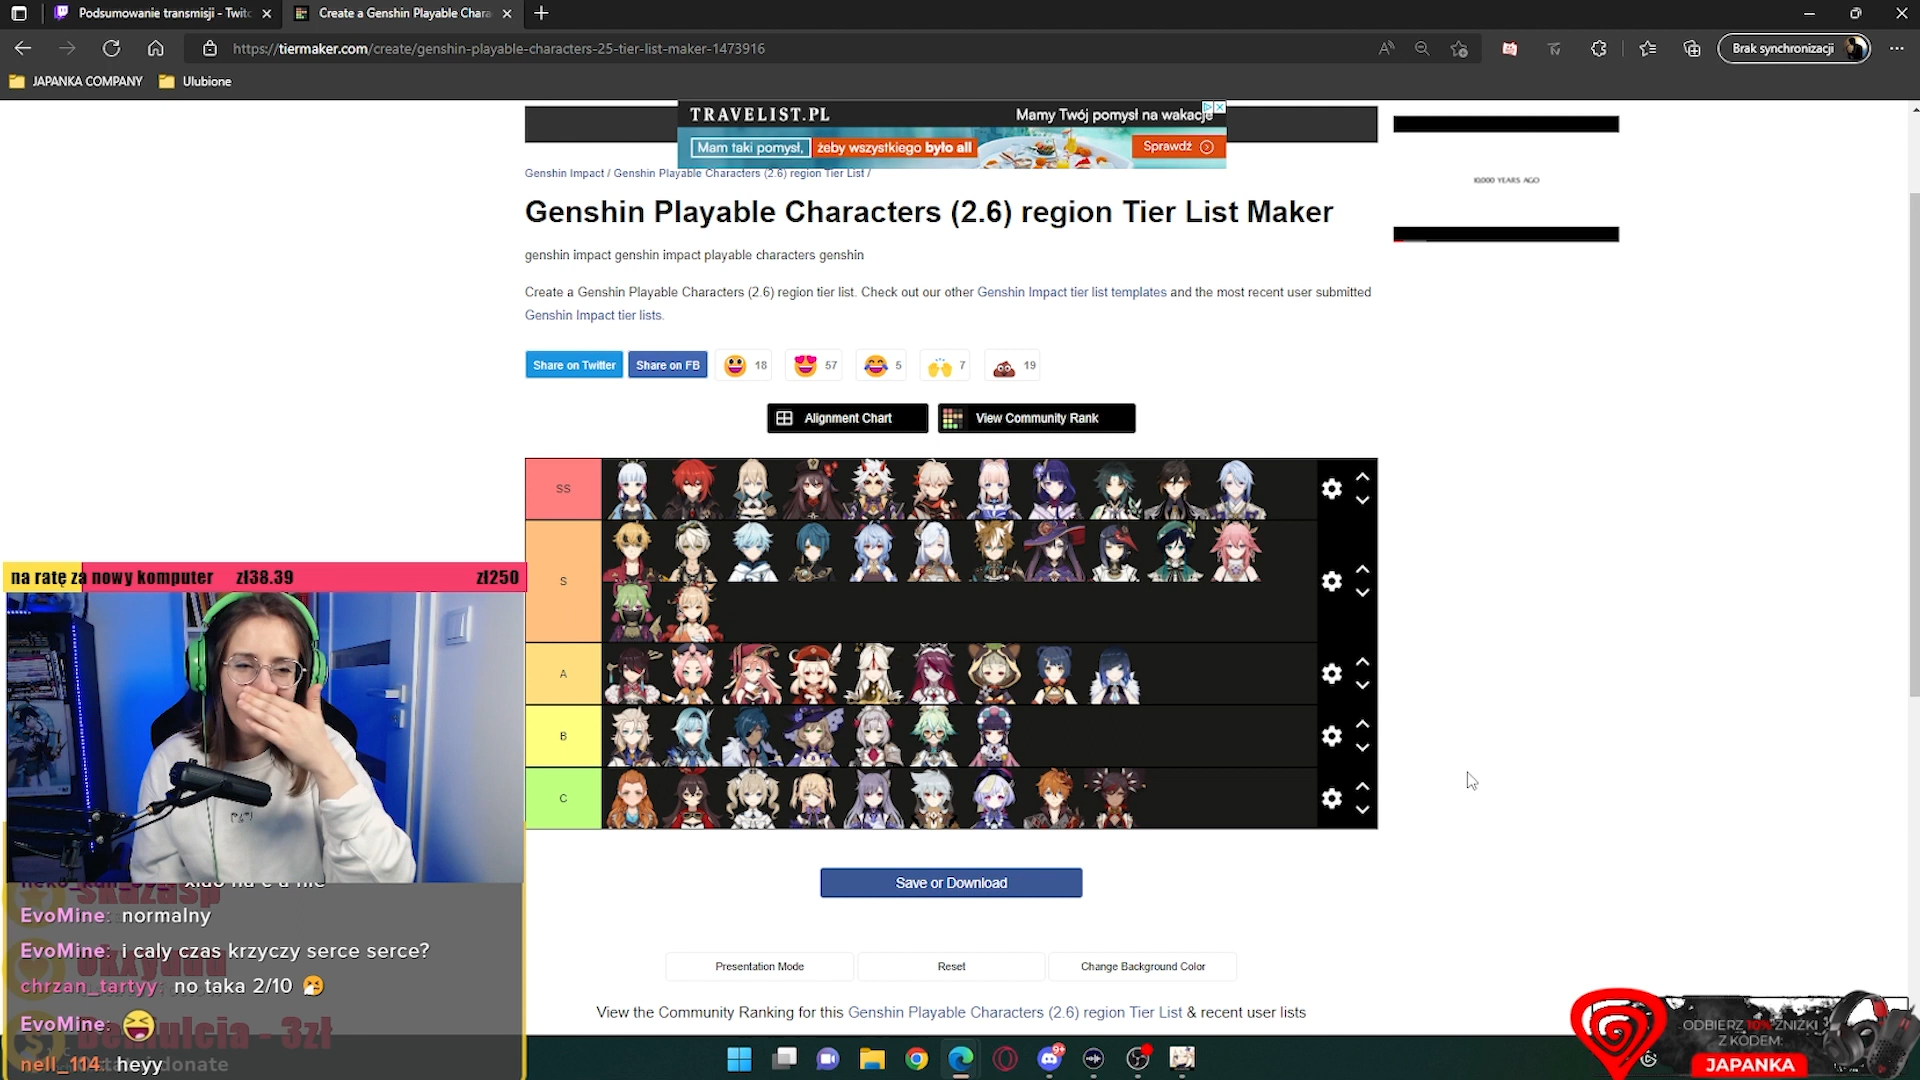 Podsumowanie transmisji - Twitc
Create a Genshin Playable Chara
https://tiermaker.com/create/genshin-playable-characters-25-tier-list-maker-1473916
Brak synchronizacji
JAPANKA COMPANY
Ulubione
TRAVELIST.PL
Mamy Twój pomysł na wakacje
Mam taki pomysł, żeby wszystkiego było all
Sprawdź
10,000 YEARS AGO
Genshin Impact / Genshin Playable Characters (2.6) region Tier List /
Genshin Playable Characters (2.6) region Tier List Maker
genshin impact genshin impact playable characters genshin
Create a Genshin Playable Characters (2.6) region tier list. Check out our other Genshin Impact tier list templates and the most recent user submitted
Genshin Impact tier lists.
Share on Twitter
Share on FB
18
57
5
7
19
Alignment Chart
View Community Rank
SS
S
A
B
C
na ratę za nowy komputer zł38.39 zł250
EvoMine: normalny
EvoMine: i caly czas krzyczy serce serce?
chrzan_tartyy: no taka 2/10
EvoMine:
nell_114: heyy
- 3zł
donate
Save or Download
Presentation Mode
Reset
Change Background Color
View the Community Ranking for this Genshin Playable Characters (2.6) region Tier List & recent user lists
9+
ODBIERZ 10% ZNIŻKI
Z KODEM:
JAPANKA